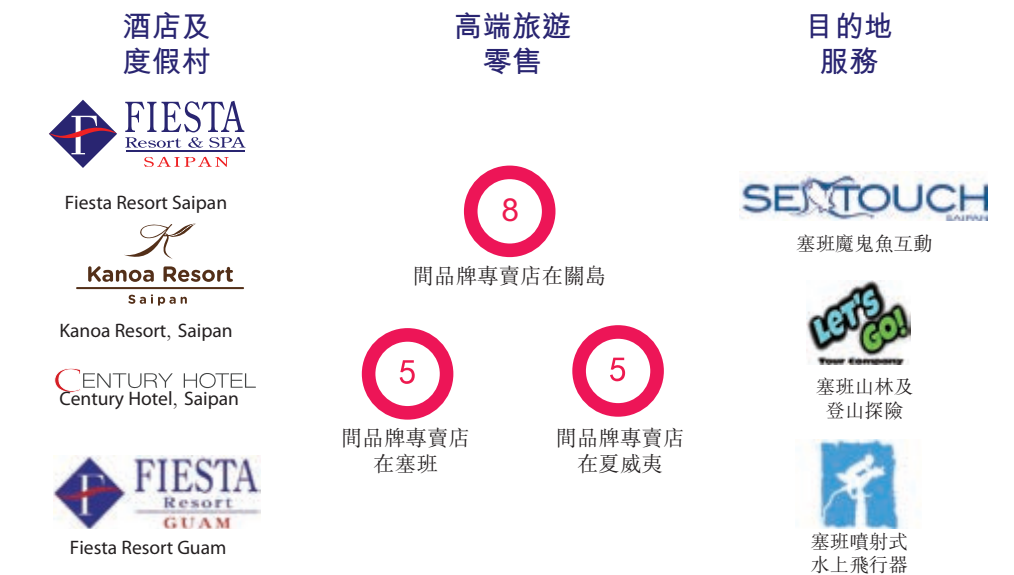 酒店及
度假村
FIESTA
Resort & SPA
SAIPAN
Fiesta Resort Saipan
K
Kanoa Resort
Saipan
Kanoa Resort, Saipan
CENTURY HOTEL
Century Hotel, Saipan
F
FIESTA
Resort
GUAM
Fiesta Resort Guam
高端旅遊
零售
8
間品牌專賣店在關島
5
間品牌專賣店
在塞班
5
間品牌專賣店
在夏威夷
目的地
服務
SEATOUCH
SAIPAN
塞班魔鬼魚互動
LET'S
GO!
Tour Company
塞班山林及
登山探險
塞班噴射式
水上飛行器